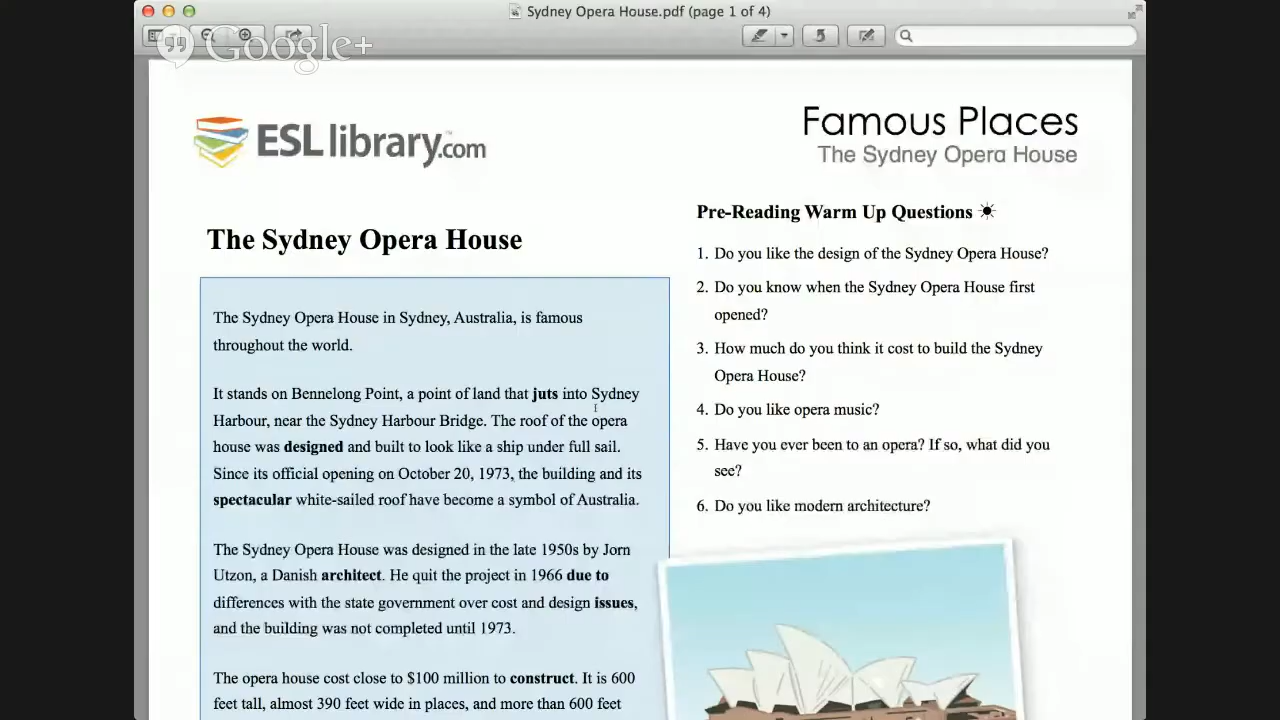 Sydney Opera House.pdf (page 1 of 4)
Google+
ESL library.com
Famous Places
The Sydney Opera House
The Sydney Opera House
The Sydney Opera House in Sydney, Australia, is famous
throughout the world.
It stands on Bennelong Point, a point of land that juts into Sydney
Harbour, near the Sydney Harbour Bridge. The roof of the opera
house was designed and built to look like a ship under full sail.
Since its official opening on October 20, 1973, the building and its
spectacular white-sailed roof have become a symbol of Australia.
The Sydney Opera House was designed in the late 1950s by Jorn
Utzon, a Danish architect. He quit the project in 1966 due to
differences with the state government over cost and design issues,
and the building was not completed until 1973.
The opera house cost close to $100 million to construct. It is 600
feet tall, almost 390 feet wide in places, and more than 600 feet
Pre-Reading Warm Up Questions
1. Do you like the design of the Sydney Opera House?
2. Do you know when the Sydney Opera House first
opened?
3. How much do you think it cost to build the Sydney
Opera House?
4. Do you like opera music?
5. Have you ever been to an opera? If so, what did you
see?
6. Do you like modern architecture?